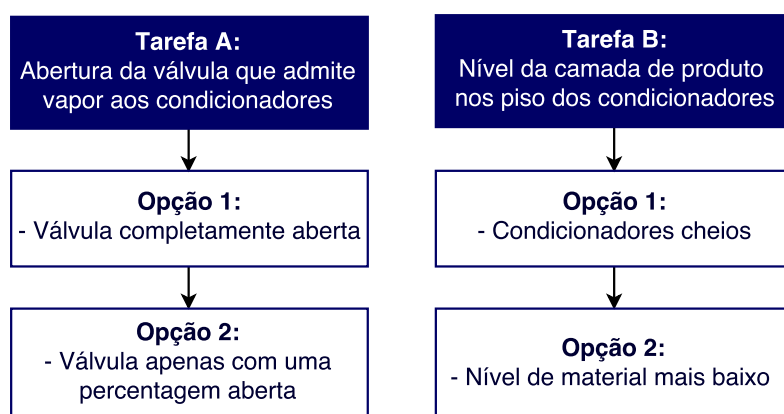 Tarefa A:
Abertura da válvula que admite
vapor aos condicionadores
Opção 1:
- Válvula completamente aberta
Opção 2:
- Válvula apenas com uma
percentagem aberta
Tarefa B:
Nível da camada de produto
nos piso dos condicionadores
Opção 1:
- Condicionadores cheios
Opção 2:
- Nível de material mais baixo